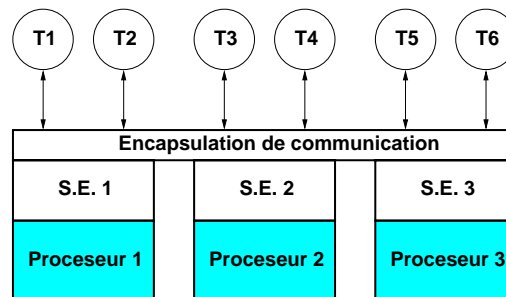 T1 T2 T3 T4 T5 T6
Encapsulation de communication
S.E. 1 S.E. 2 S.E. 3
Proceseur 1 Proceseur 2 Proceseur 3